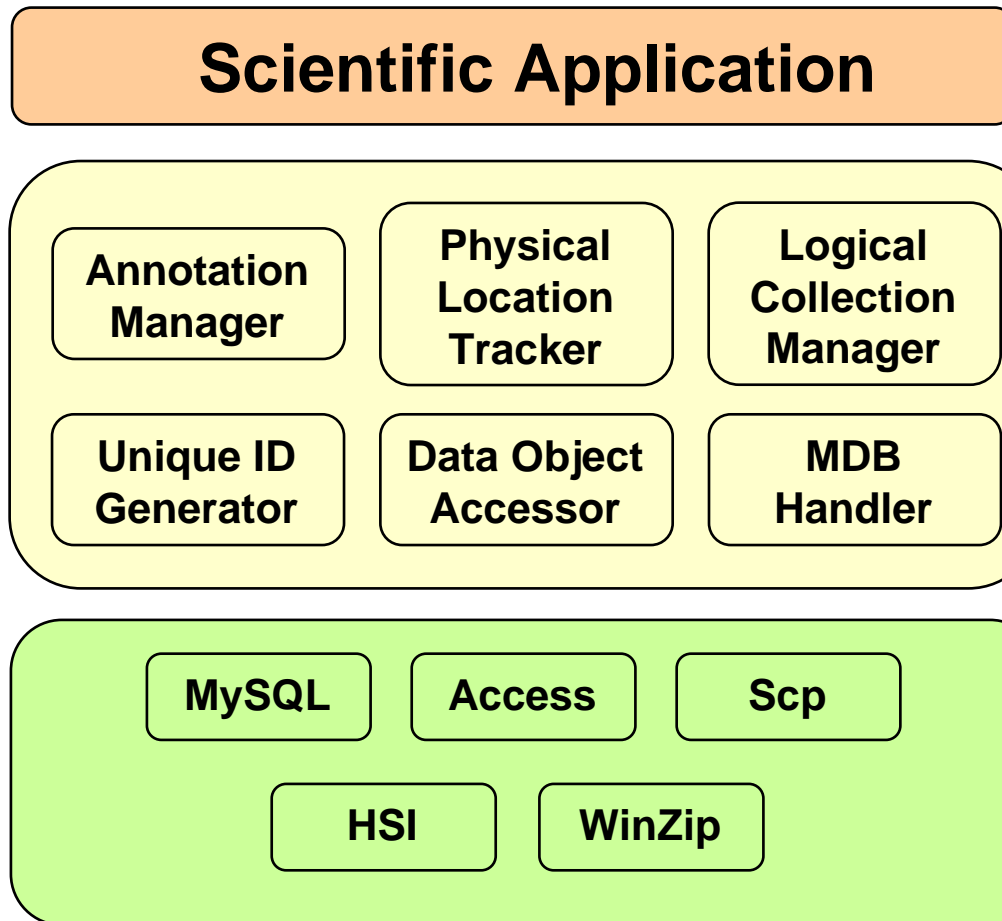 Scientific Application
Annotation
Manager
Physical
Location
Tracker
Logical
Collection
Manager
Unique ID
Generator
Data Object
Accessor
MDB
Handler
MySQL
Access
Scp
HSI
WinZip